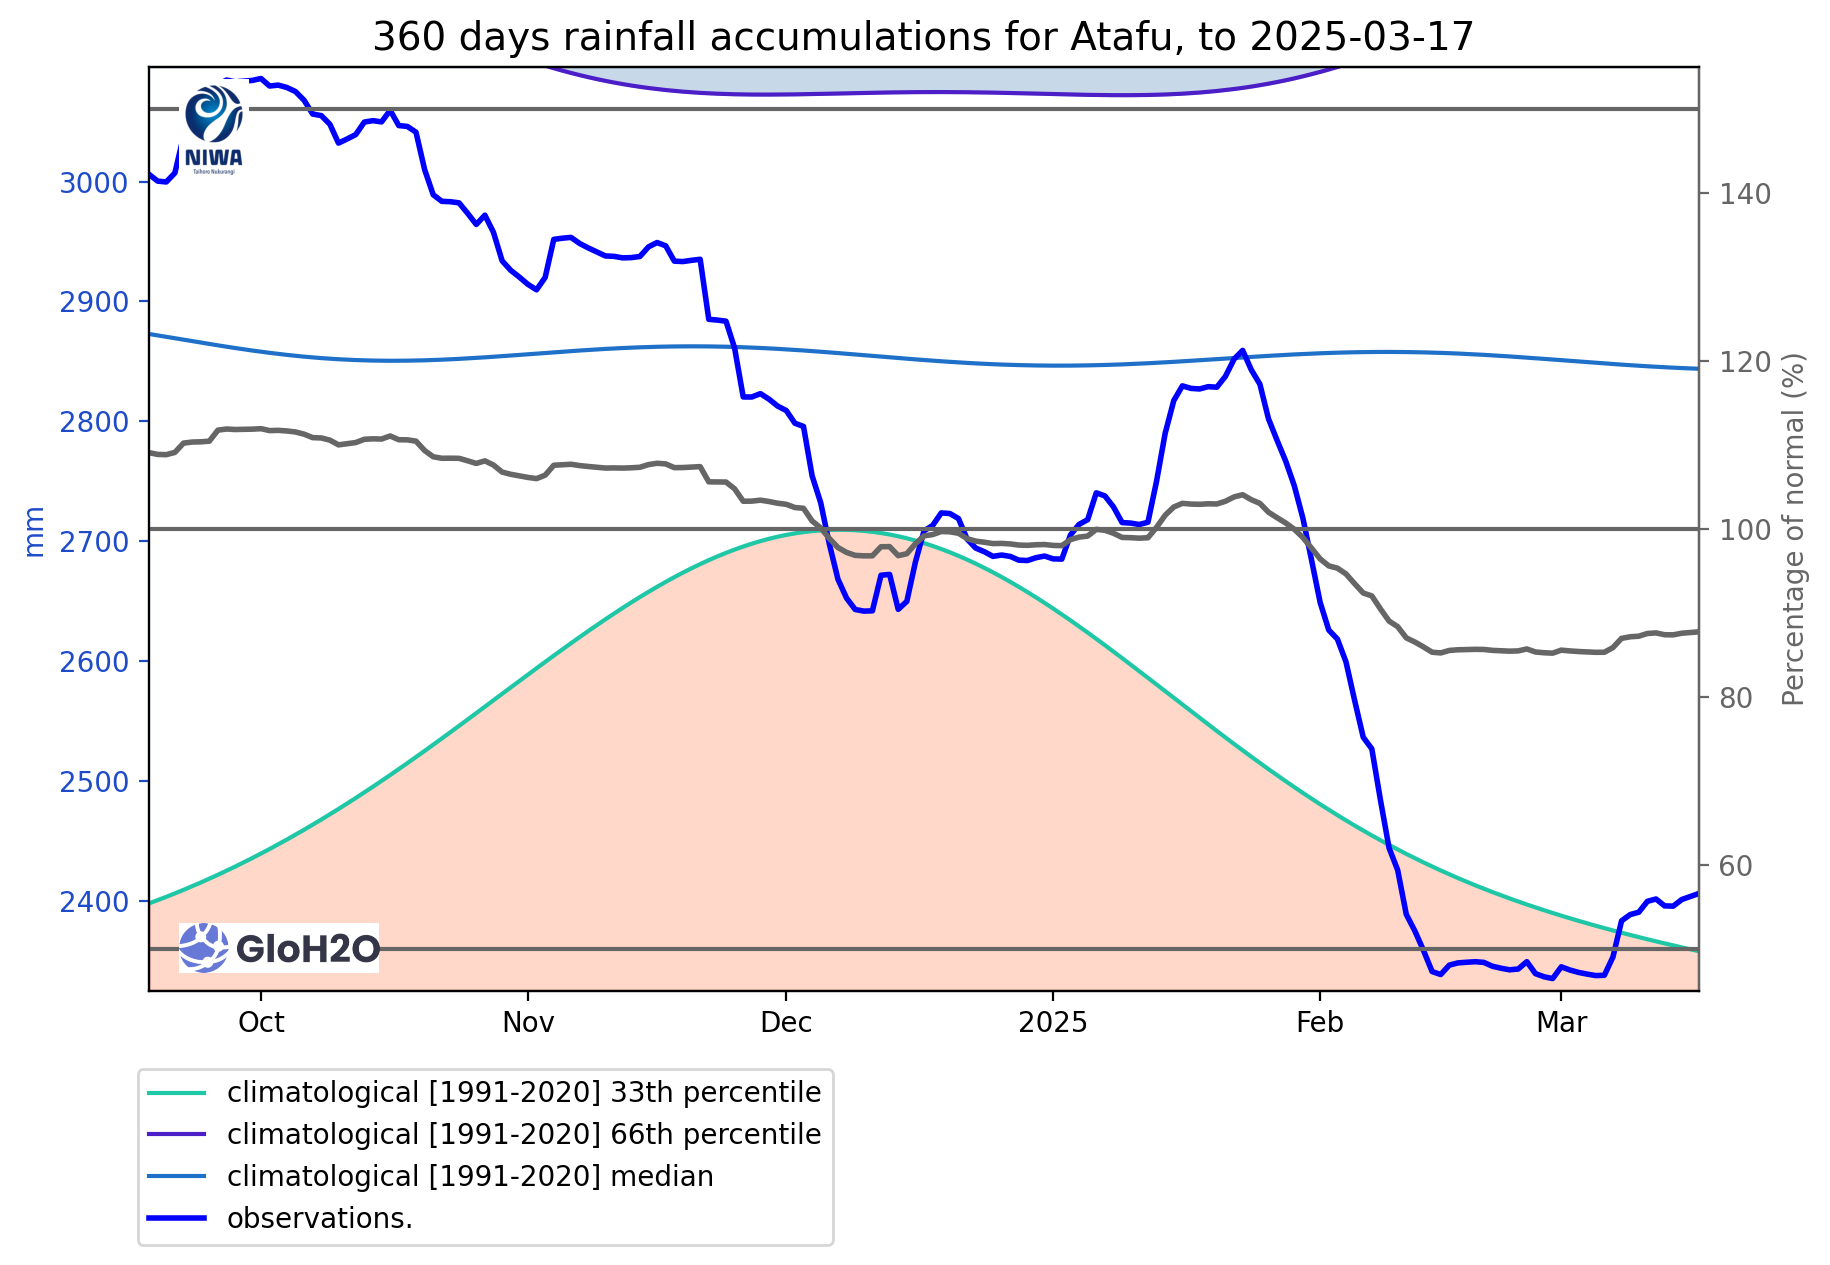 360 days rainfall accumulations for Atafu, to 2025-03-17
NIWA
Taihoro Nukurangi
3000
2900
2800
2700
2600
2500
2400
mm
140
120
100
80
60
Percentage of normal (%)
GloH2O
Oct
Nov
Dec
2025
Feb
Mar
climatological [1991-2020] 33th percentile
climatological [1991-2020] 66th percentile
climatological [1991-2020] median
observations.